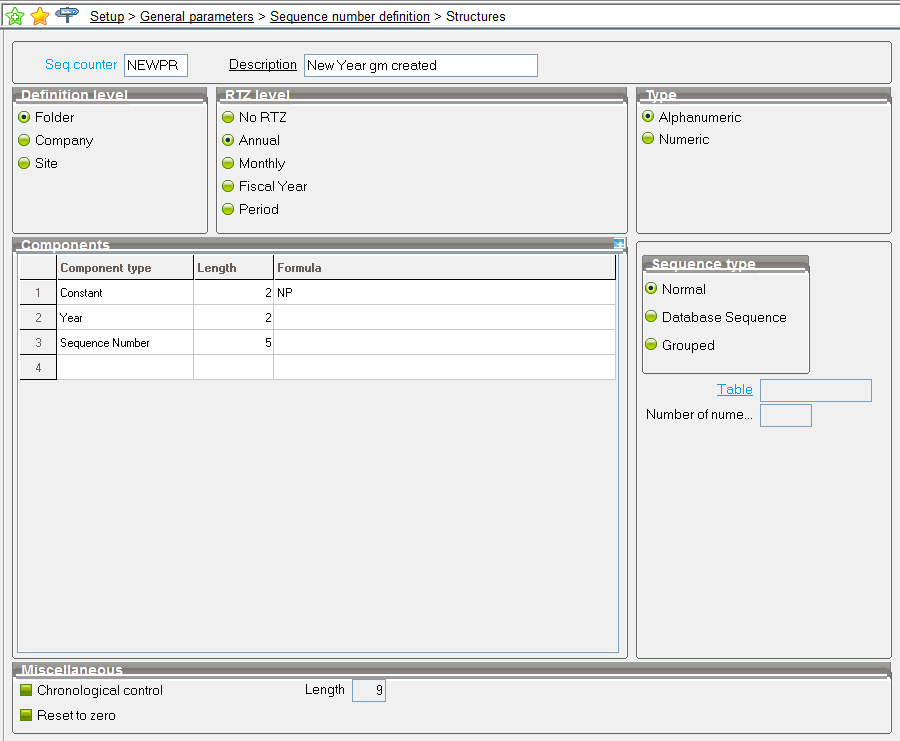 Setup > General parameters > Sequence number definition > Structures
Seq counter NEWPR Description New Year gm created
Definition level
Folder
Company
Site
RTZ level
No RTZ
Annual
Monthly
Fiscal Year
Period
Type
Alphanumeric
Numeric
Components
Component type Length Formula
1 Constant 2 NP
2 Year 2
3 Sequence Number 5
4
Sequence type
Normal
Database Sequence
Grouped
Table
Number of nume...
Miscellaneous
Chronological control Length 9
Reset to zero